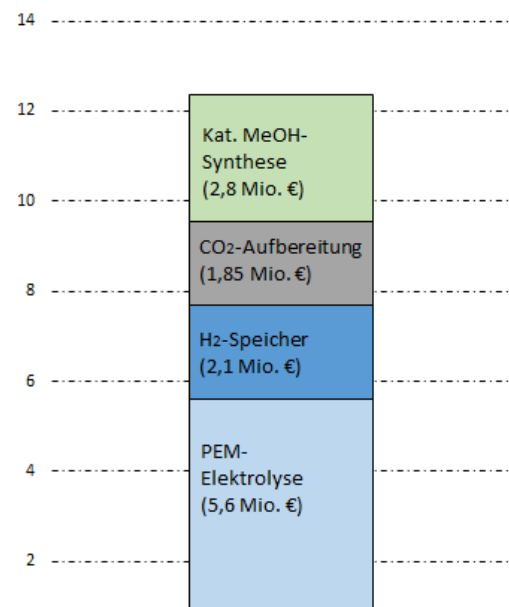 14
12
Kat. MeOH-
Synthese
(2,8 Mio. €)
10
CO2-Aufbereitung
(1,85 Mio. €)
8
H2-Speicher
(2,1 Mio. €)
6
PEM-
Elektrolyse
(5,6 Mio. €)
4
2